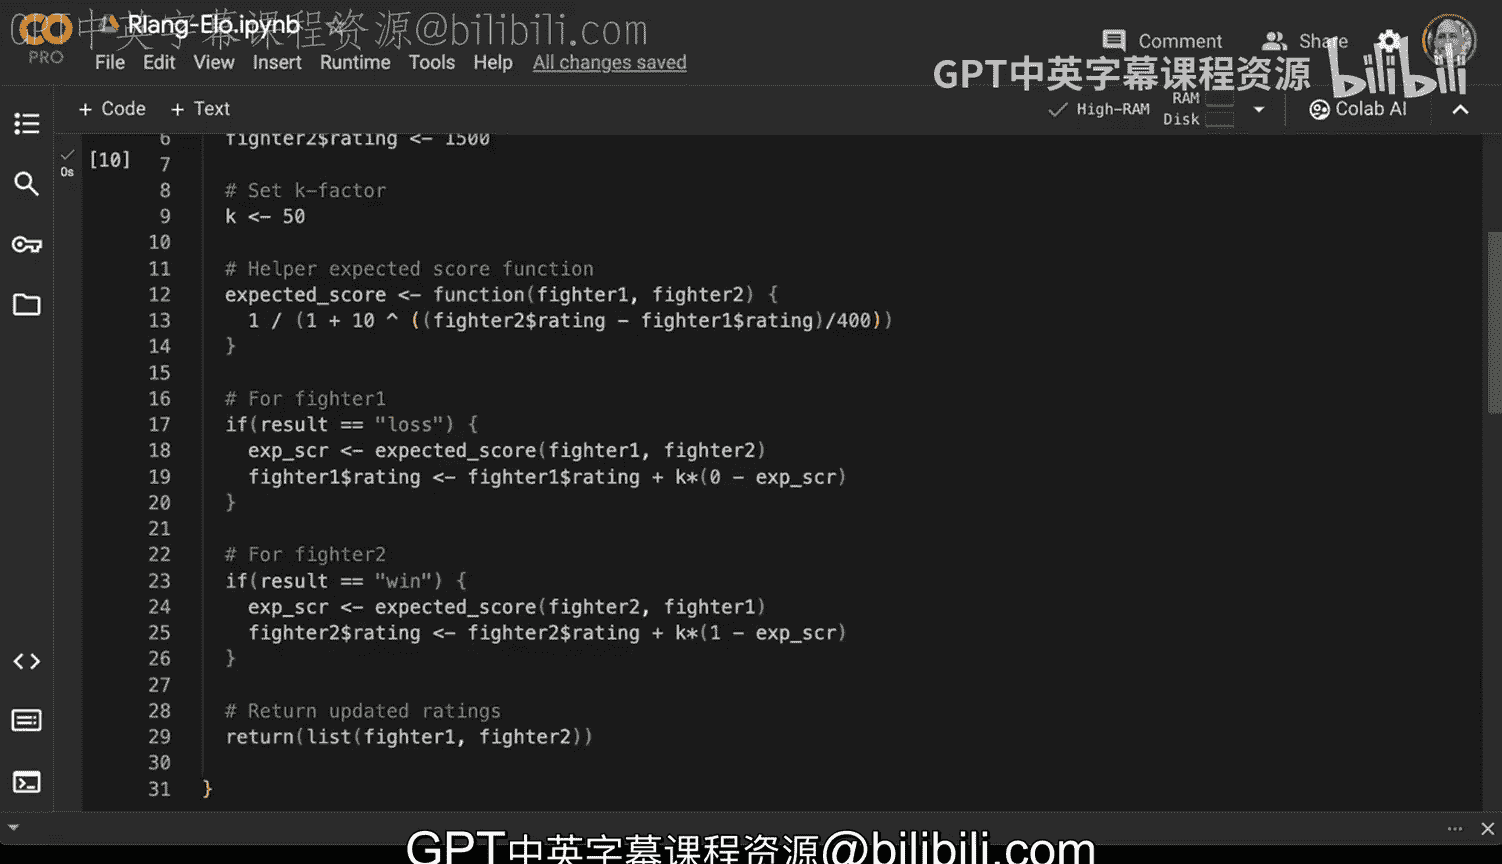 GPT中英字幕课程资源@bilibili.com
Rlang-Elo.ipynb
PRO
File Edit View Insert Runtime Tools Help All changes saved
Comment Share
GPT中英字幕课程资源 bilibili
+ Code + Text
High-RAM RAM Disk Colab AI
6 fighter2$rating <- 1500
0s [10] 7
8 # Set k-factor
9 k <- 50
10
11 # Helper expected score function
12 expected_score <- function(fighter1, fighter2) {
13 1 / (1 + 10 ^ ((fighter2$rating - fighter1$rating)/400))
14 }
15
16 # For fighter1
17 if(result == "loss") {
18 exp_scr <- expected_score(fighter1, fighter2)
19 fighter1$rating <- fighter1$rating + k*(0 - exp_scr)
20 }
21
22 # For fighter2
23 if(result == "win") {
24 exp_scr <- expected_score(fighter2, fighter1)
25 fighter2$rating <- fighter2$rating + k*(1 - exp_scr)
26 }
27
28 # Return updated ratings
29 return(list(fighter1, fighter2))
30
31 }
GPT中英字幕课程资源@bilibili.com